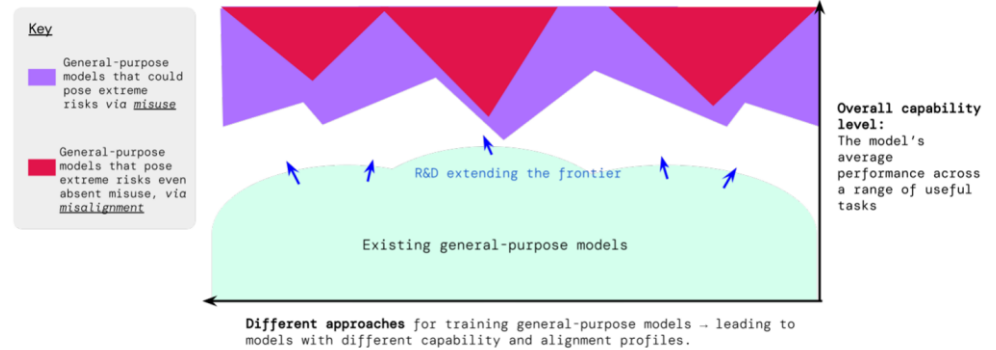 Key
General-purpose
models that could
pose extreme
risks via misuse
General-purpose
models that pose
extreme risks even
absent misuse, via
misalignment
R&D extending the frontier
Existing general-purpose models
Overall capability
level:
The model's
average
performance across
a range of useful
tasks
Different approaches for training general-purpose models → leading to
models with different capability and alignment profiles.